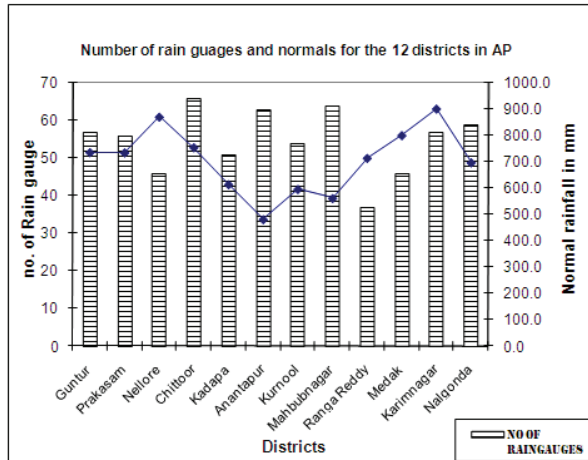 Number of rain guages and normals for the 12 districts in AP
no. of Rain gauge
70
60
50
40
30
20
10
0
1000.0
900.0
800.0
700.0
600.0
500.0
400.0
300.0
200.0
100.0
0.0
Normal rainfall in mm
Guntur
Prakasam
Nellore
Chittoor
Kadapa
Anantapur
Kurnool
Mahbubnagar
Ranga Reddy
Medak
Karimnagar
Nalgonda
Districts
NO OF
RAINGAUGES